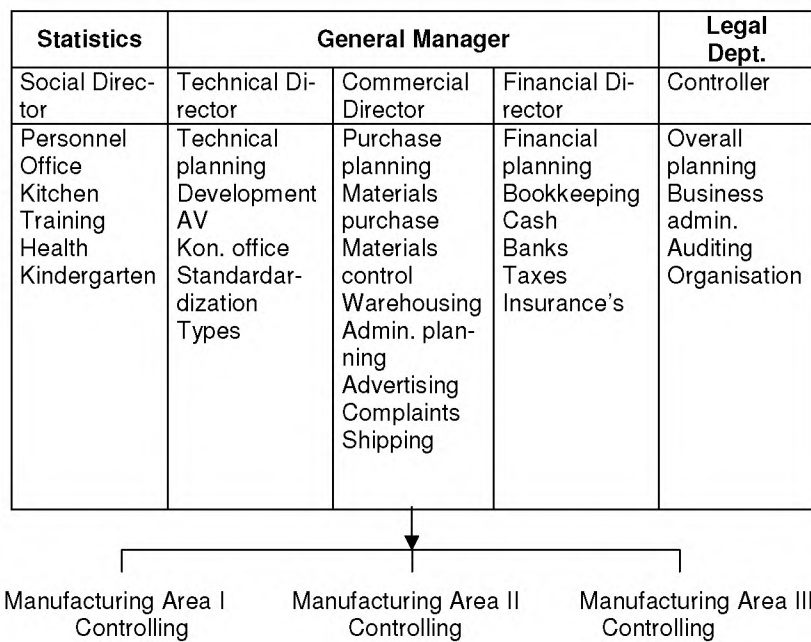 Statistics
General Manager
Legal
Dept.
Social Direc-
tor
Technical Di-
rector
Commercial
Director
Financial Di-
rector
Controller
Personnel
Office
Kitchen
Training
Health
Kindergarten
Technical
planning
Development
AV
Kon. office
Standardar-
dization
Types
Purchase
planning
Materials
purchase
Materials
control
Warehousing
Admin. plan-
ning
Advertising
Complaints
Shipping
Financial
planning
Bookkeeping
Cash
Banks
Taxes
Insurance’s
Overall
planning
Business
admin.
Auditing
Organisation
Manufacturing Area I
Controlling
Manufacturing Area II
Controlling
Manufacturing Area III
Controlling